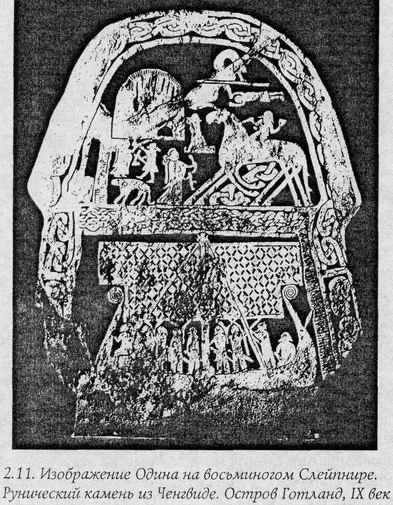 2.11. Изображение Одина на восьминогом Слейпнире.
Рунический камень из Ченгвиде. Остров Готланд, IX век